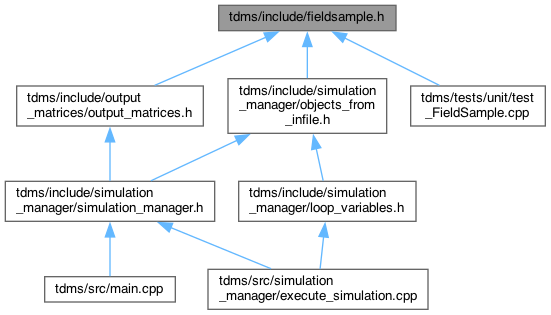 tdms/include/fieldsample.h
tdms/include/output
_matrices/output_matrices.h
tdms/include/simulation
_manager/objects_from
_infile.h
tdms/tests/unit/test
_FieldSample.cpp
tdms/include/simulation
_manager/simulation_manager.h
tdms/include/simulation
_manager/loop_variables.h
tdms/src/main.cpp
tdms/src/simulation
_manager/execute_simulation.cpp